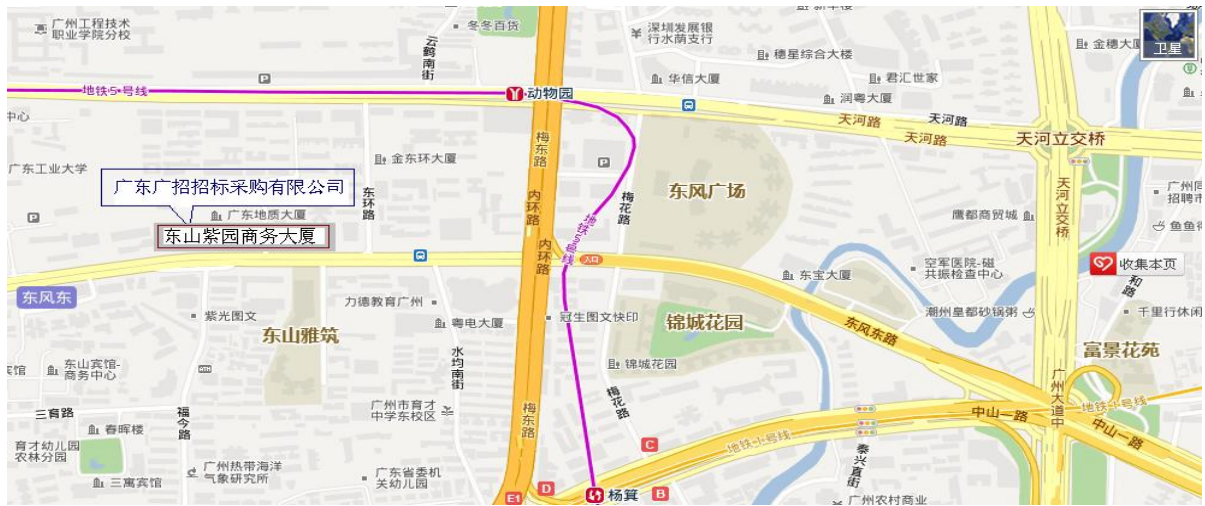 广州工程技术
职业学院分校
冬冬百货
云鹤南街
深圳发展银
行水荫支行
穗星综合大楼
金穗大厦
卫星
华信大厦
君汇世家
润粤大厦
地铁5号线
动物园
天河路
天河路
天河路
天河立交桥
中心
梅东路
金东环大厦
广东工业大学
广东广招招标采购有限公司
东环路
内环路
地铁5号线
梅花路
东风广场
天河立交桥
广州同
招聘市
广东地质大厦
鹰都商贸城
东山紫园商务大厦
内环路
入口
东宝大厦
空军医院-磁
共振检查中心
收集本页
和路
东风东
力德教育广州
紫光图文
粤电大厦
冠生图文快印
锦城花园
东风东路
潮州皇都砂锅粥
千里行休闲
东山雅筑
富景花苑
水均南街
锦城花园
东山宾馆-
商务中心
宾馆
广州大道中
地铁1号线
三育路
福今路
广州市育才
中学东校区
梅东路
梅花路
中山一路
中山一路
春晖楼
育才幼儿园
农林分园
C
地铁1号线
泰兴直街
广州热带海洋
气象研究所
广东省委机
关幼儿园
三寓宾馆
D
E1
杨箕
B
广州农村商业